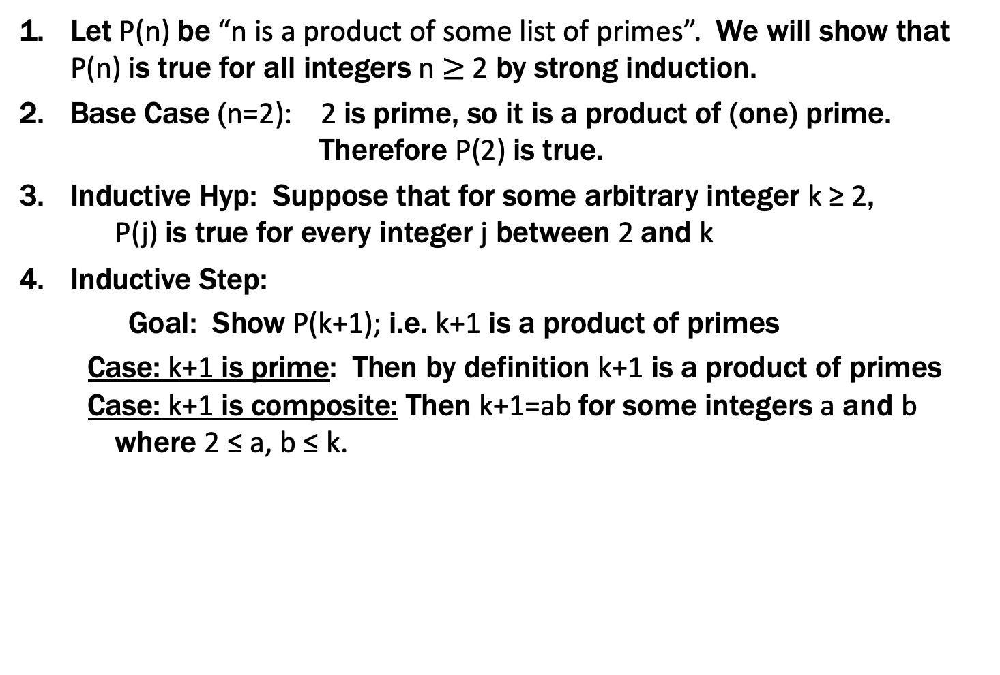 1. Let P(n) be “n is a product of some list of primes”. We will show that
P(n) is true for all integers n ≥ 2 by strong induction.
2. Base Case (n=2): 2 is prime, so it is a product of (one) prime.
Therefore P(2) is true.
3. Inductive Hyp: Suppose that for some arbitrary integer k ≥ 2,
P(j) is true for every integer j between 2 and k
4. Inductive Step:
Goal: Show P(k+1); i.e. k+1 is a product of primes
Case: k+1 is prime: Then by definition k+1 is a product of primes
Case: k+1 is composite: Then k+1=ab for some integers a and b
where 2 ≤ a, b ≤ k.